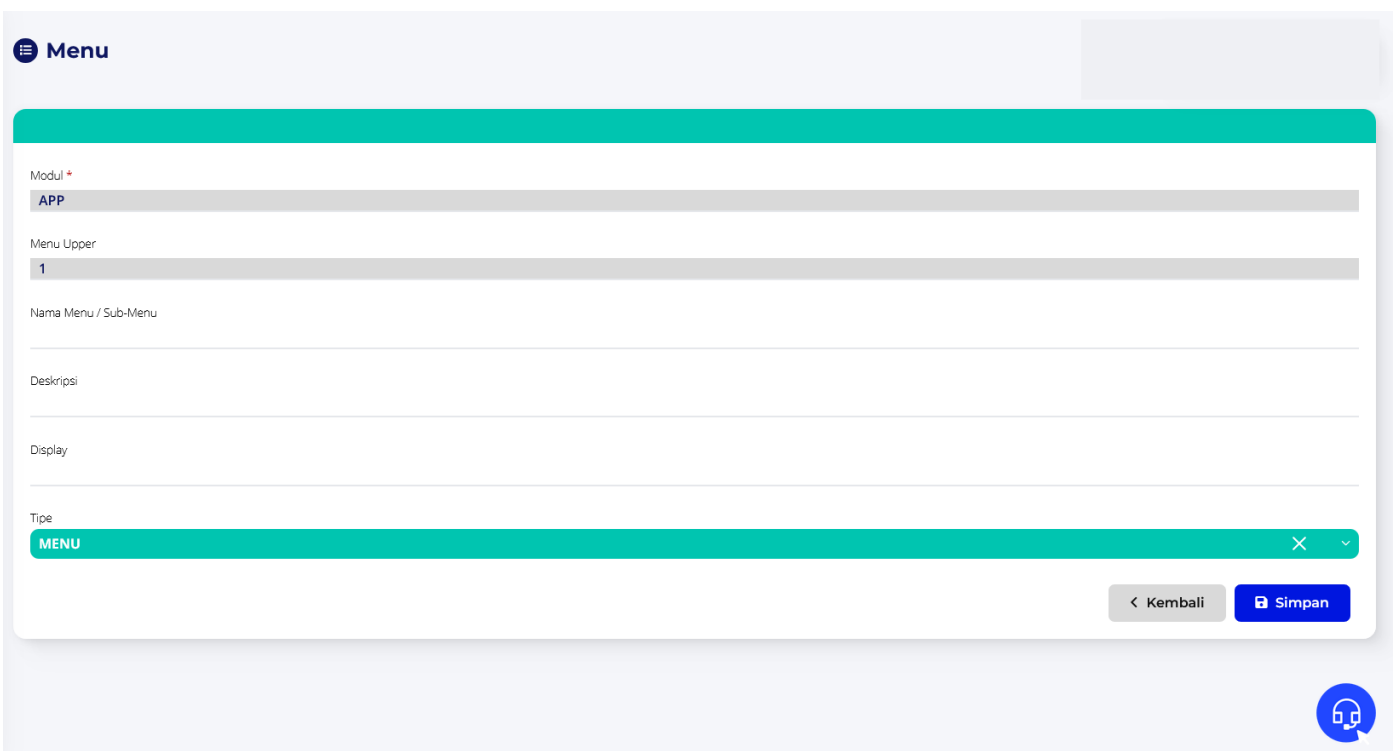 Menu
Modul *
APP
Menu Upper
1
Nama Menu / Sub-Menu
Deskripsi
Display
Tipe
MENU
Kembali
Simpan